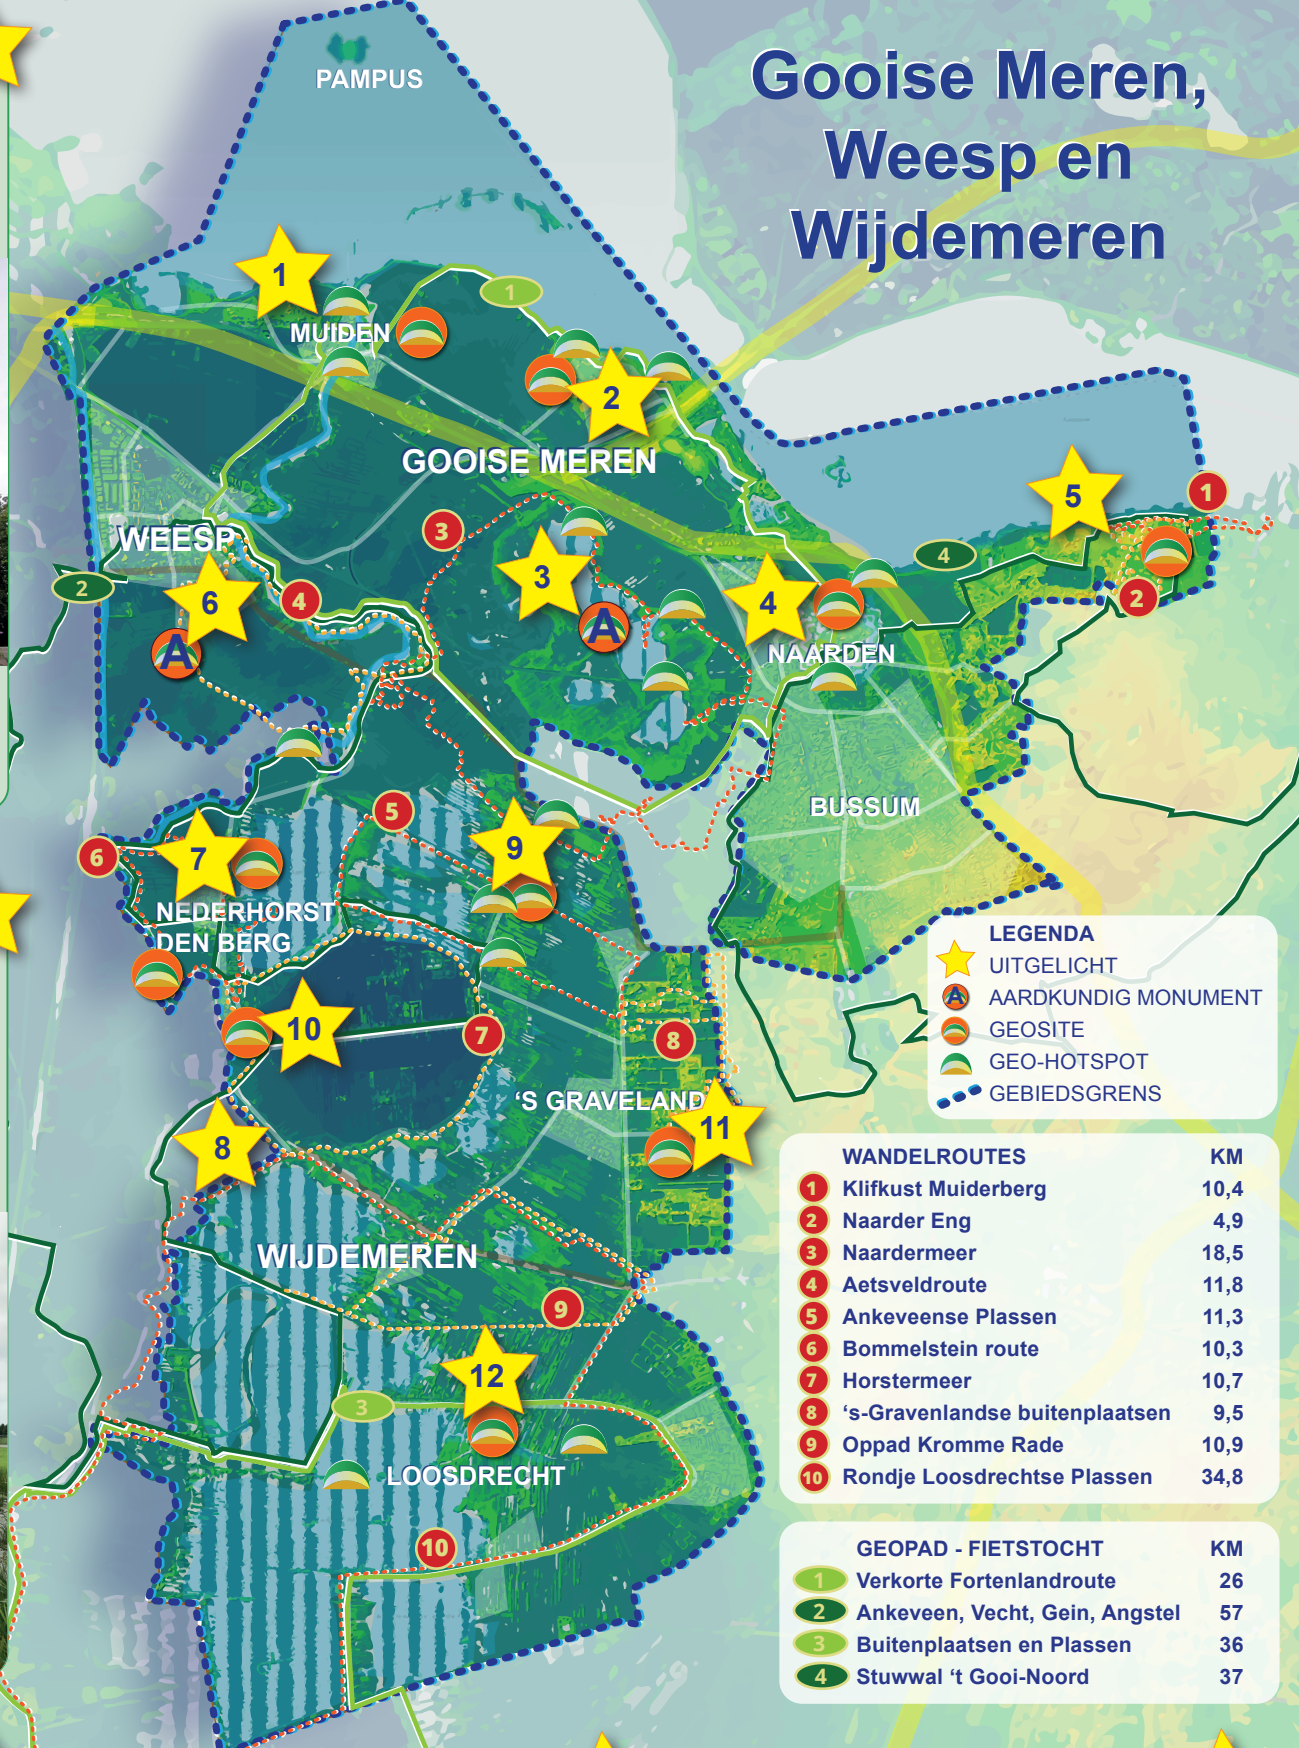 Gooise Meren,
Weesp en
Wijdemeren
PAMPUS
1
MUIDEN
1
2
GOOISE MEREN
5
1
3
WEESP
3
4
2
6
4
4
2
A
A
NAARDEN
BUSSUM
5
9
6
7
NEDERHORST
DEN BERG
10
7
8
'S GRAVELAND
11
8
WIJDEMEREN
9
12
3
LOOSDRECHT
10
LEGENDA
UITGELICHT
A AARDKUNDIG MONUMENT
GEOSITE
GEO-HOTSPOT
GEBIEDSGRENS
WANDELROUTES KM
1 Klifkust Muiderberg 10,4
2 Naarder Eng 4,9
3 Naardermeer 18,5
4 Aetsveldroute 11,8
5 Ankeveense Plassen 11,3
6 Bommelstein route 10,3
7 Horstermeer 10,7
8 ‘s-Gravenlandse buitenplaatsen 9,5
9 Oppad Kromme Rade 10,9
10 Rondje Loosdrechtse Plassen 34,8
GEOPAD - FIETSTOCHT KM
1 Verkorte Fortenlandroute 26
2 Ankeveen, Vecht, Gein, Angstel 57
3 Buitenplaatsen en Plassen 36
4 Stuwwal ‘t Gooi-Noord 37